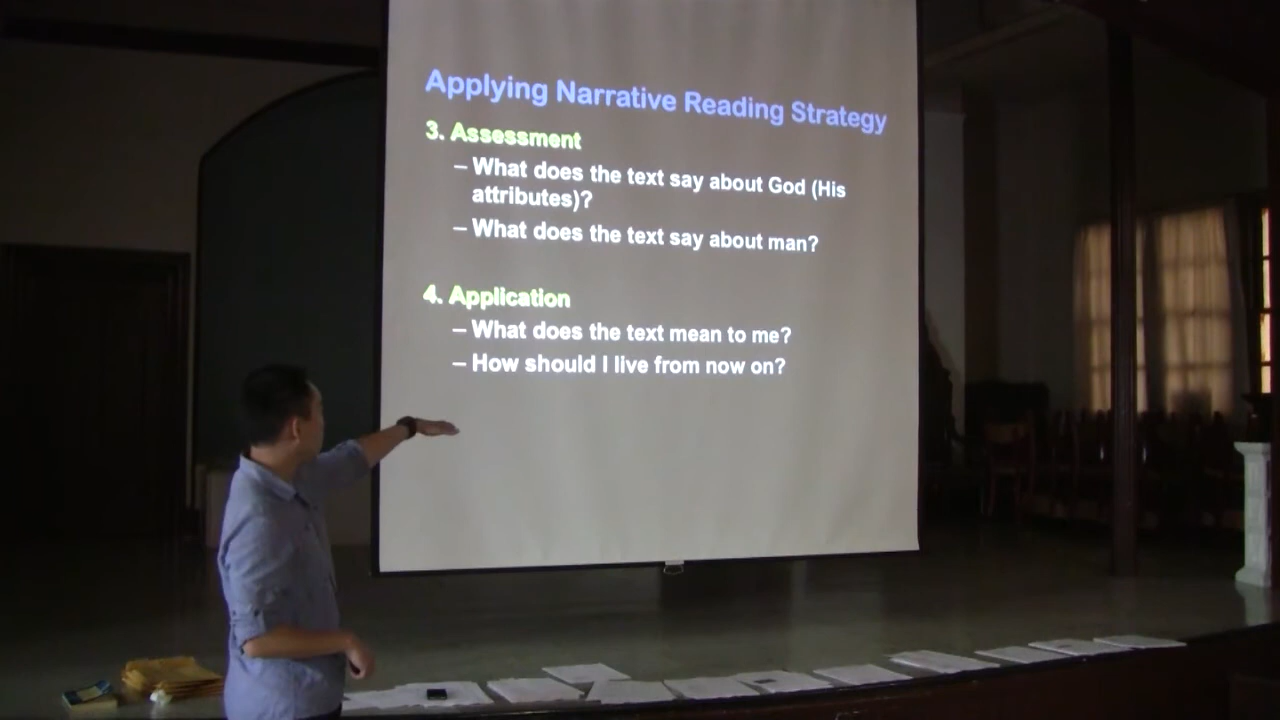 Applying Narrative Reading Strategy
3. Assessment
– What does the text say about God (His
attributes)?
– What does the text say about man?
4. Application
– What does the text mean to me?
– How should I live from now on?